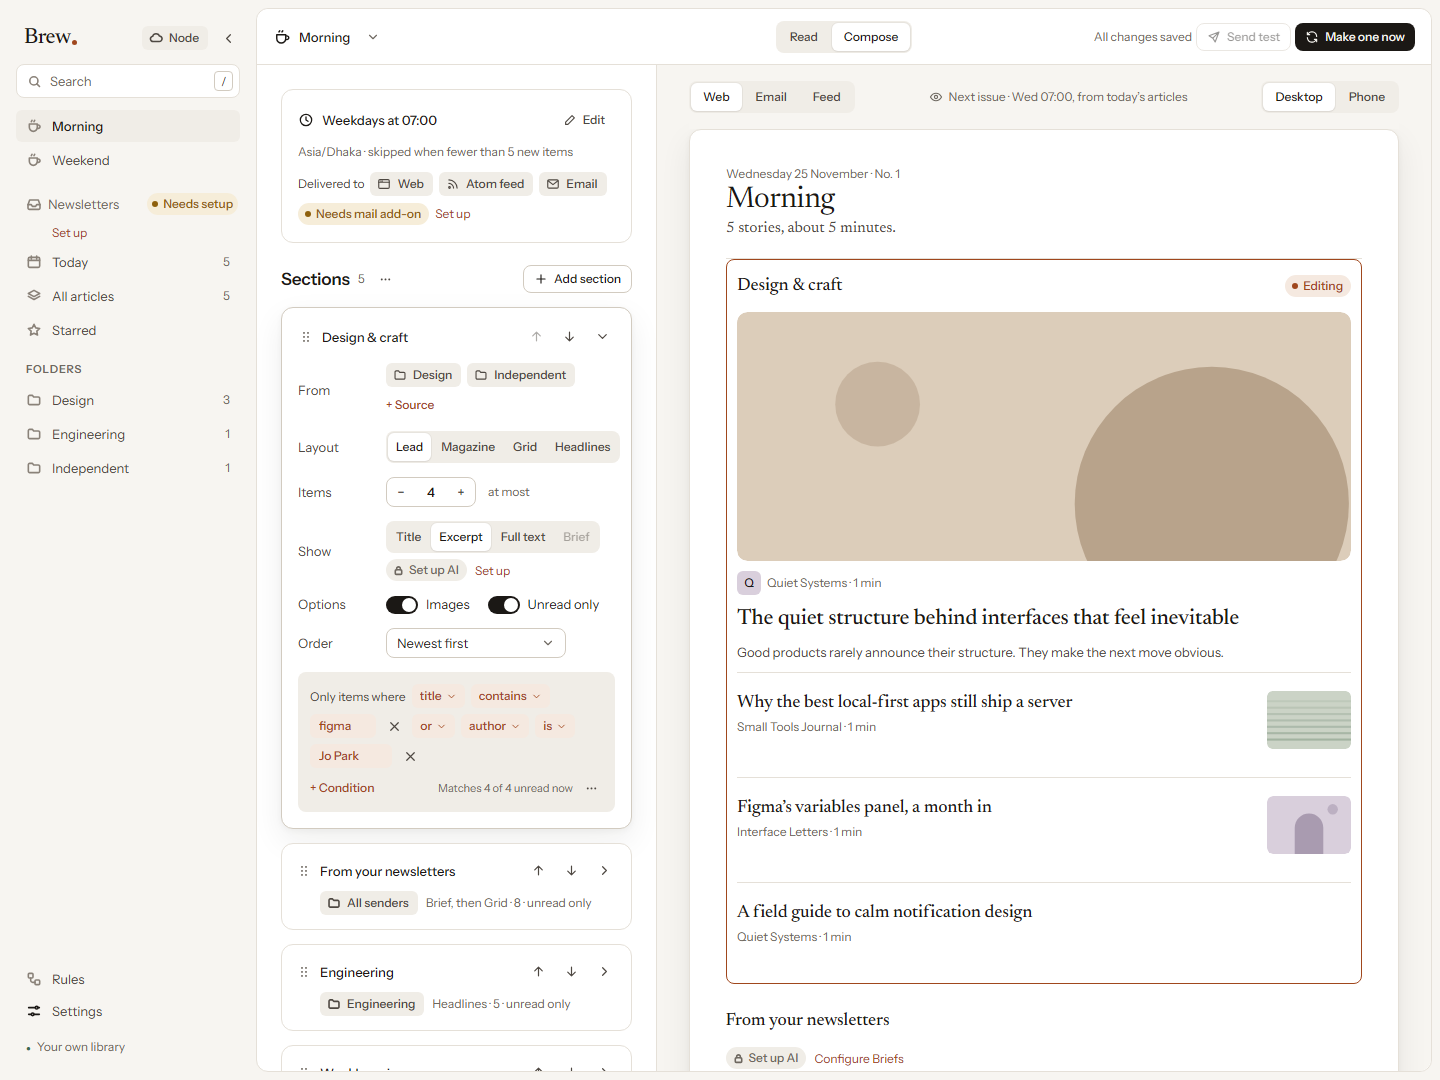 Brew.
Node
Search
/
Morning
Weekend
Newsletters
Needs setup
Set up
Today 5
All articles 5
Starred
FOLDERS
Design 3
Engineering 1
Independent 1
Rules
Settings
Your own library
Morning
Read
Compose
All changes saved
Send test
Make one now
Weekdays at 07:00
Edit
Asia/Dhaka · skipped when fewer than 5 new items
Delivered to Web Atom feed Email
Needs mail add-on Set up
Sections 5 ···
+ Add section
Design & craft
From Design Independent
+ Source
Layout Lead Magazine Grid Headlines
Items − 4 + at most
Show Title Excerpt Full text Brief
Set up AI Set up
Options Images Unread only
Order Newest first
Only items where title contains
figma × or author is
Jo Park ×
+ Condition Matches 4 of 4 unread now ···
From your newsletters
All senders Brief, then Grid · 8 · unread only
Engineering
Engineering Headlines · 5 · unread only
Web Email Feed
Next issue · Wed 07:00, from today’s articles
Desktop Phone
Wednesday 25 November · No. 1
Morning
5 stories, about 5 minutes.
Design & craft
Editing
Q Quiet Systems · 1 min
The quiet structure behind interfaces that feel inevitable
Good products rarely announce their structure. They make the next move obvious.
Why the best local-first apps still ship a server
Small Tools Journal · 1 min
Figma’s variables panel, a month in
Interface Letters · 1 min
A field guide to calm notification design
Quiet Systems · 1 min
From your newsletters
Set up AI Configure Briefs